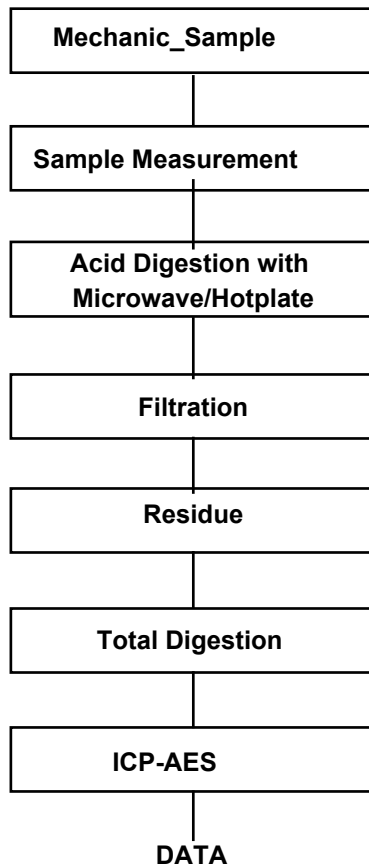 Mechanic_Sample
Sample Measurement
Acid Digestion with
Microwave/Hotplate
Filtration
Residue
Total Digestion
ICP-AES
DATA